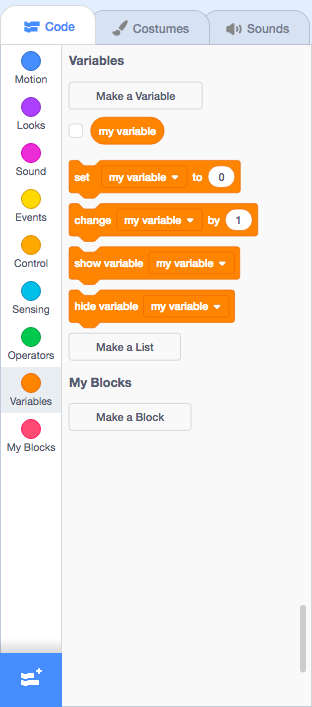 Code
Costumes
Sounds
Motion
Looks
Sound
Events
Control
Sensing
Operators
Variables
My Blocks
Variables
Make a Variable
my variable
set my variable to 0
change my variable by 1
show variable my variable
hide variable my variable
Make a List
My Blocks
Make a Block